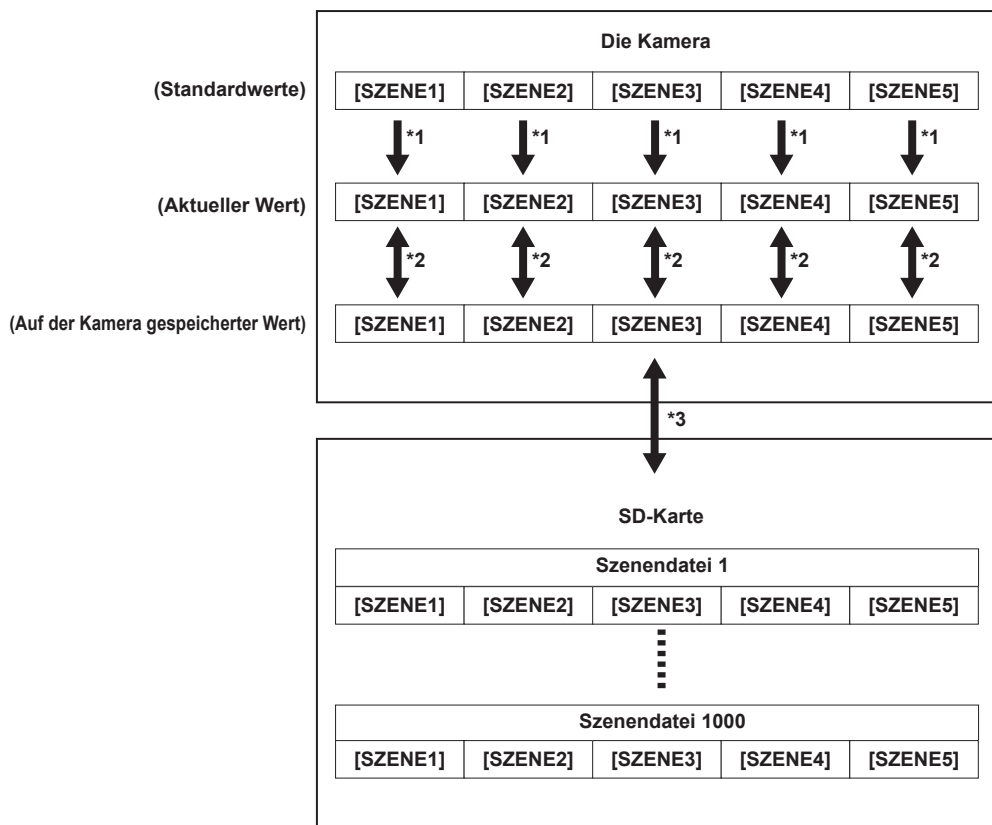 Die Kamera
(Standardwerte) [SZENE1] [SZENE2] [SZENE3] [SZENE4] [SZENE5]
*1 *1 *1 *1 *1
(Aktueller Wert) [SZENE1] [SZENE2] [SZENE3] [SZENE4] [SZENE5]
*2 *2 *2 *2 *2
(Auf der Kamera gespeicherter Wert) [SZENE1] [SZENE2] [SZENE3] [SZENE4] [SZENE5]
*3
SD-Karte
Szenendatei 1
[SZENE1] [SZENE2] [SZENE3] [SZENE4] [SZENE5]
Szenendatei 1000
[SZENE1] [SZENE2] [SZENE3] [SZENE4] [SZENE5]